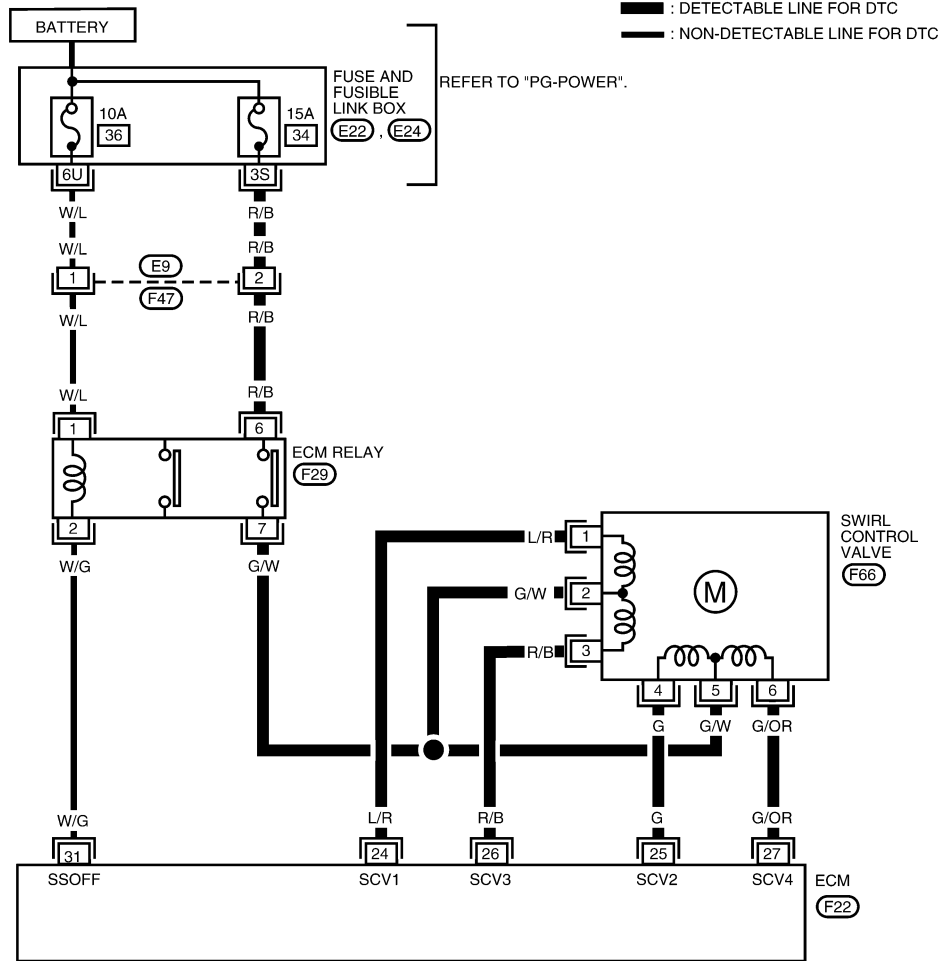 : DETECTABLE LINE FOR DTC
: NON-DETECTABLE LINE FOR DTC
BATTERY
REFER TO "PG-POWER".
FUSE AND
FUSIBLE
LINK BOX
E22 , E24
10A
36
15A
34
6U
3S
W/L
R/B
W/L
R/B
1
E9
F47
2
W/L
R/B
W/L
R/B
1
6
ECM RELAY
F29
2
7
W/G
G/W
L/R
1
G/W
2
R/B
3
M
SWIRL
CONTROL
VALVE
F66
4
5
6
G
G/W
G/OR
W/G
L/R
R/B
G
G/OR
31
24
26
25
27
SSOFF
SCV1
SCV3
SCV2
SCV4
ECM
F22